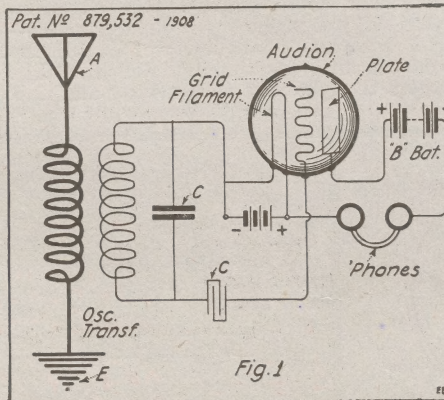 Pat. Nº 879,532 - 1908
A
Audion
Grid
Filament
Plate
+
"B" Bat.
C
- +
C
'Phones
Osc.
Transf.
E
Fig.1